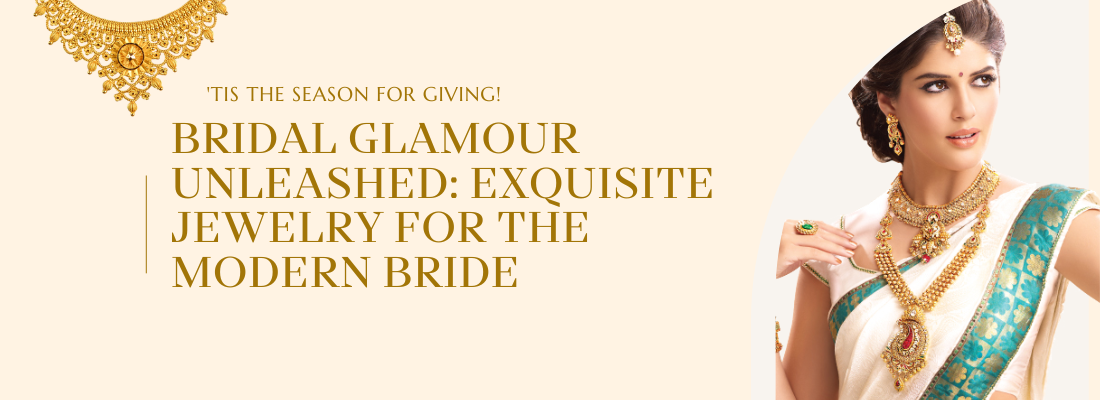 'TIS THE SEASON FOR GIVING!
BRIDAL GLAMOUR
UNLEASHED: EXQUISITE
JEWELRY FOR THE
MODERN BRIDE